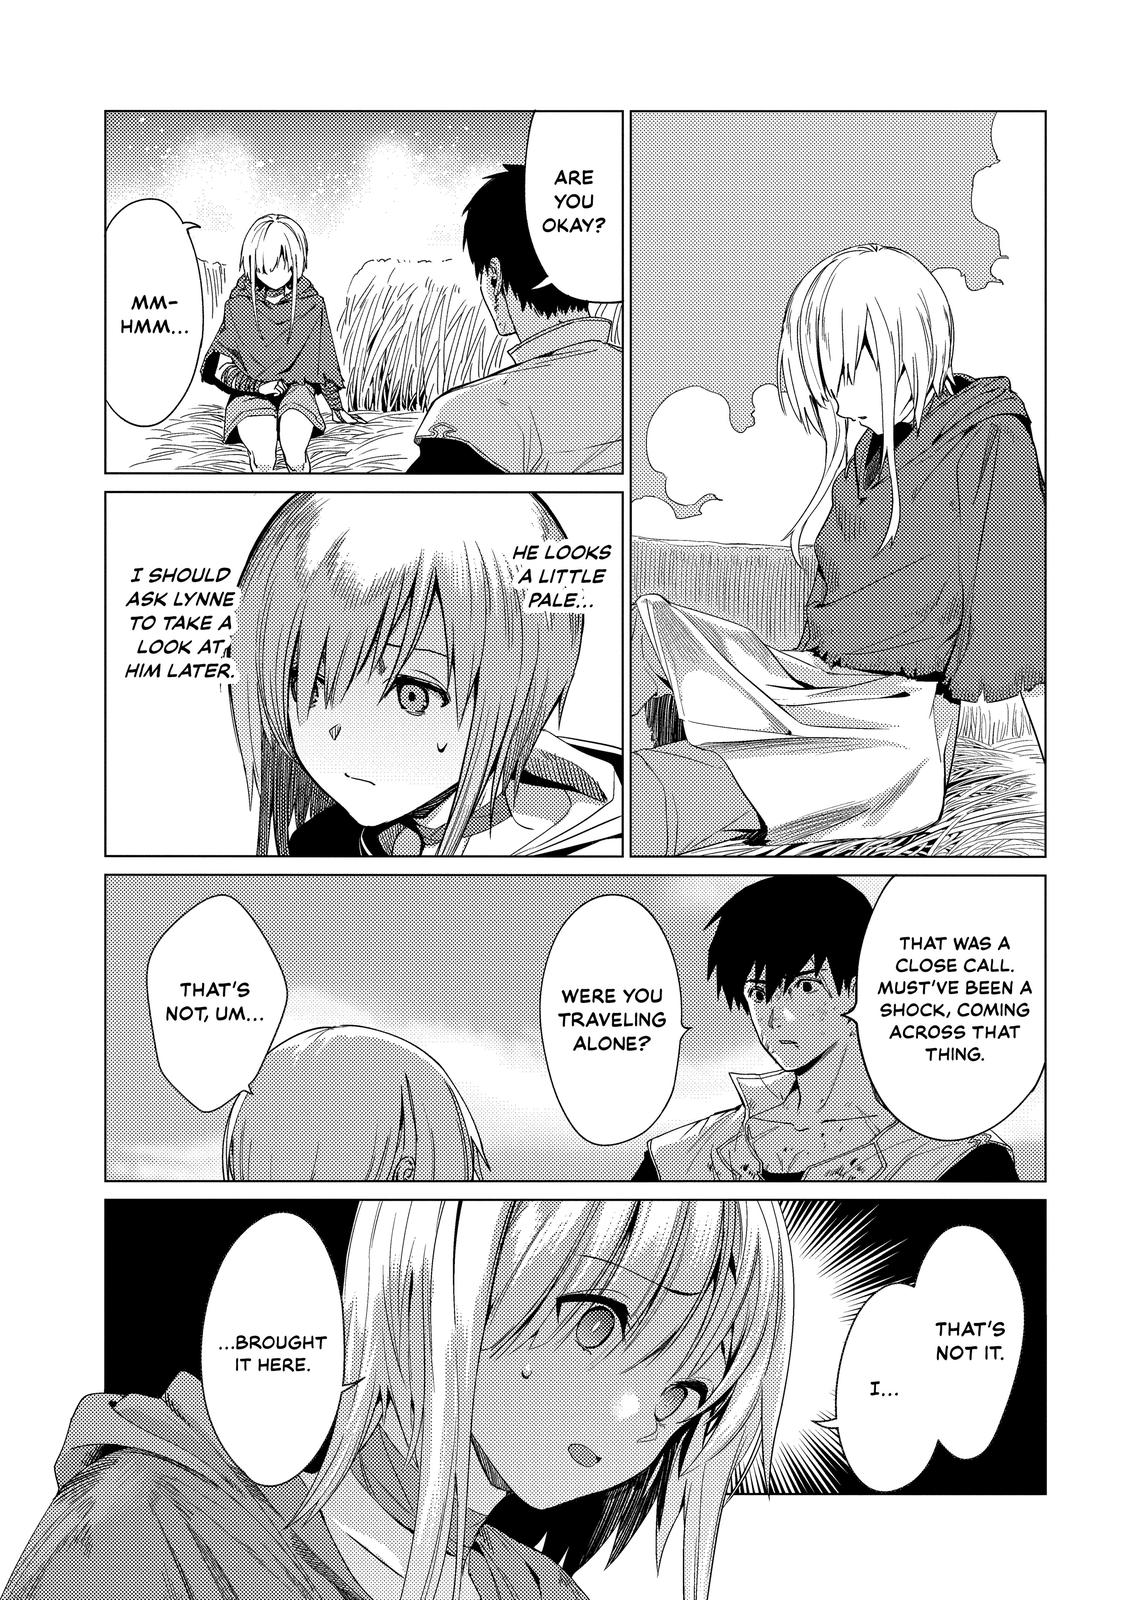 ARE
YOU
OKAY?
MM-
HMM...
HE LOOKS
A LITTLE
PALE...
I SHOULD
ASK LYNNE
TO TAKE A
LOOK AT
HIM LATER.
THAT WAS A
CLOSE CALL.
MUST'VE BEEN A
SHOCK, COMING
ACROSS THAT
THING.
WERE YOU
TRAVELING
ALONE?
THAT'S
NOT, UM...
THAT'S
NOT IT.
I...
...BROUGHT
IT HERE.